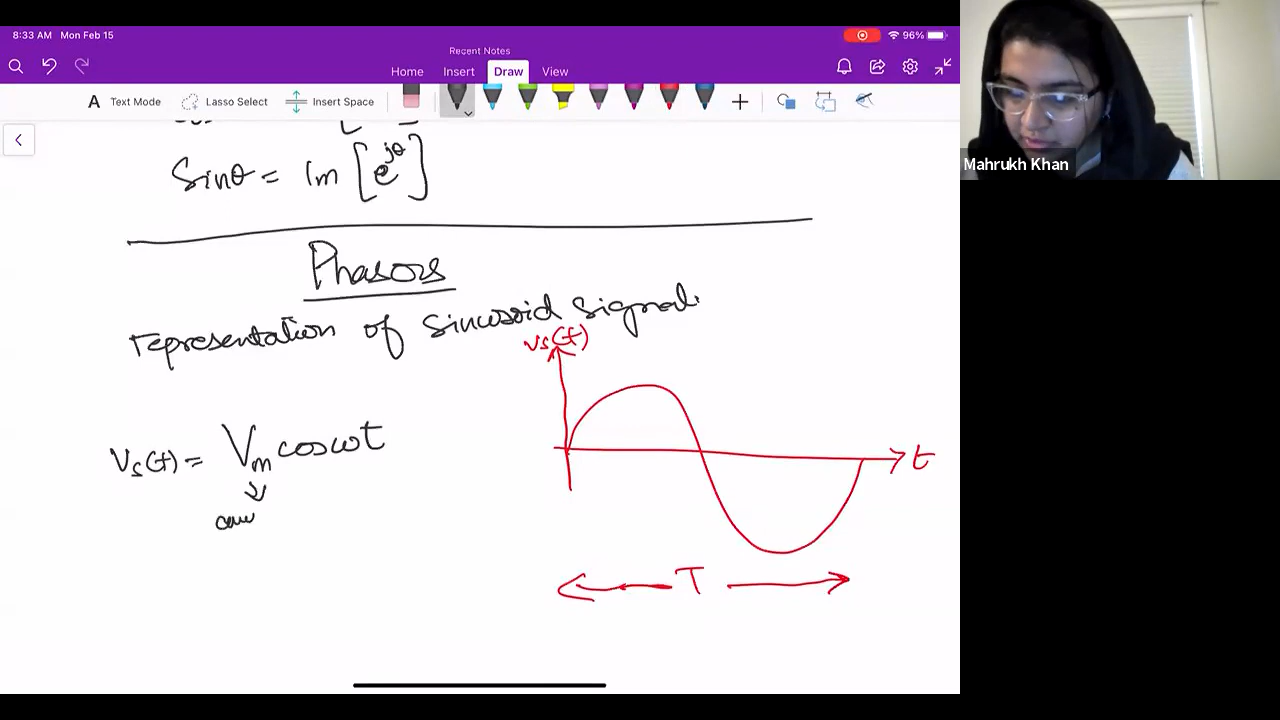 8:33 AM Mon Feb 15
96%
Recent Notes
Home Insert Draw View
Text Mode Lasso Select Insert Space
Sinθ = Im [e^jθ]
Phasors
representation of sinusoid signal.
vs(t)
Vs(t) = Vm cosωt
t
T
Mahrukh Khan